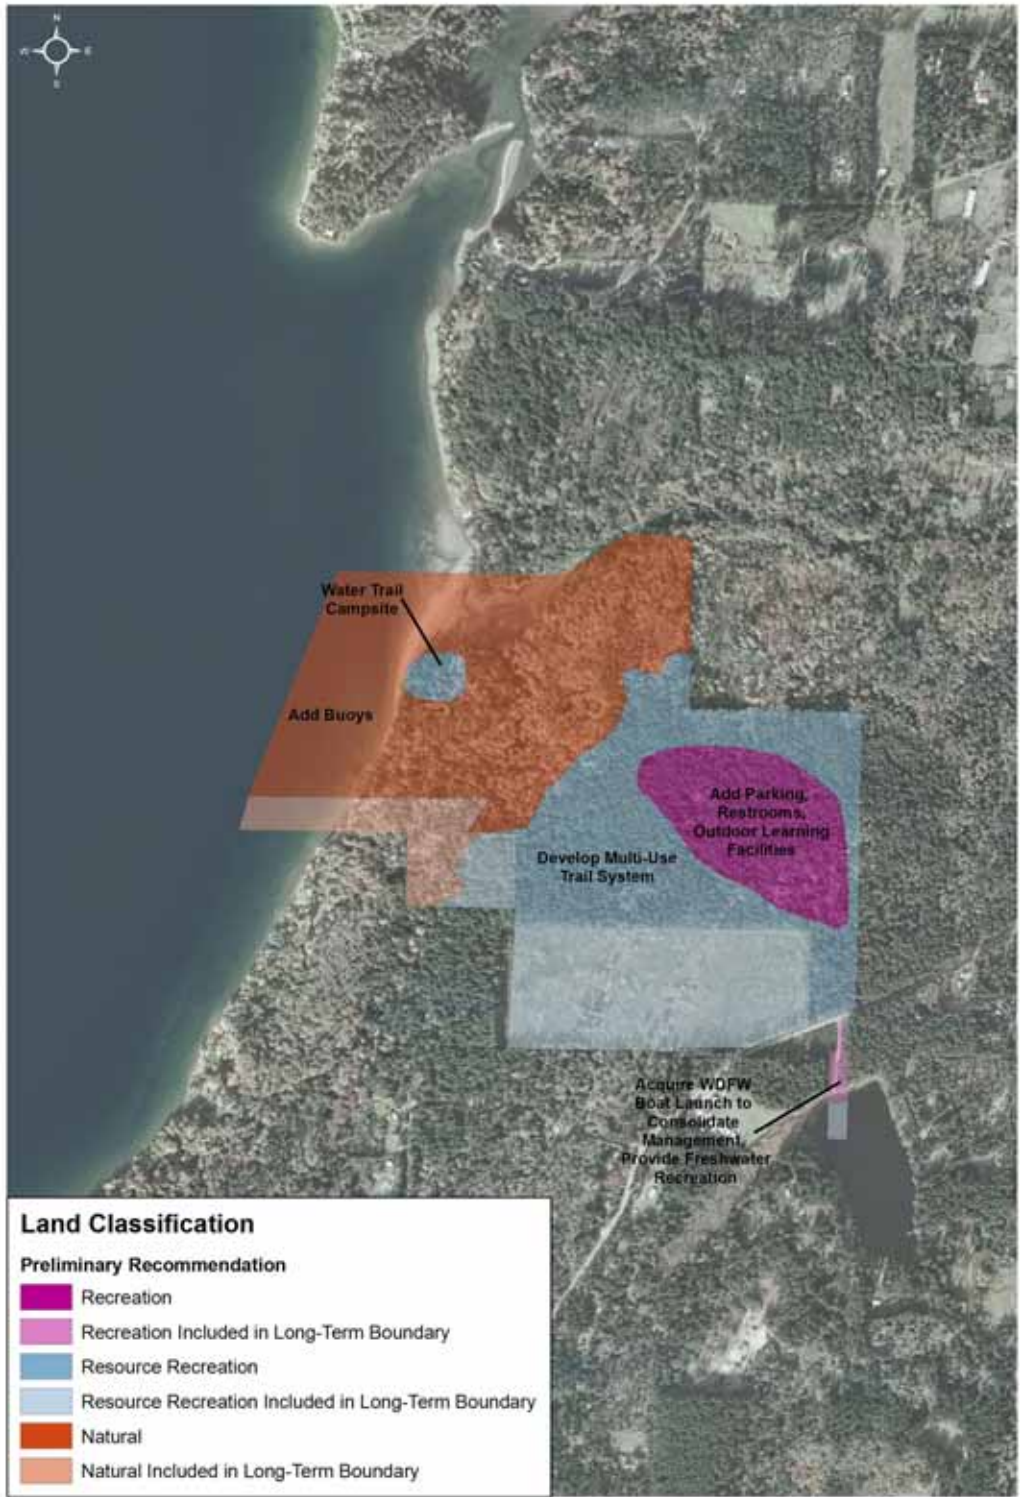 N
Water Trail
Campsite
Add Buoys
Add Parking,
Restrooms,
Outdoor Learning
Facilities
Develop Multi-Use
Trail System
Acquire WDFW
Boat Launch to
Consolidate
Management,
Provide Freshwater
Recreation
Land Classification
Preliminary Recommendation
Recreation
Recreation Included in Long-Term Boundary
Resource Recreation
Resource Recreation Included in Long-Term Boundary
Natural
Natural Included in Long-Term Boundary